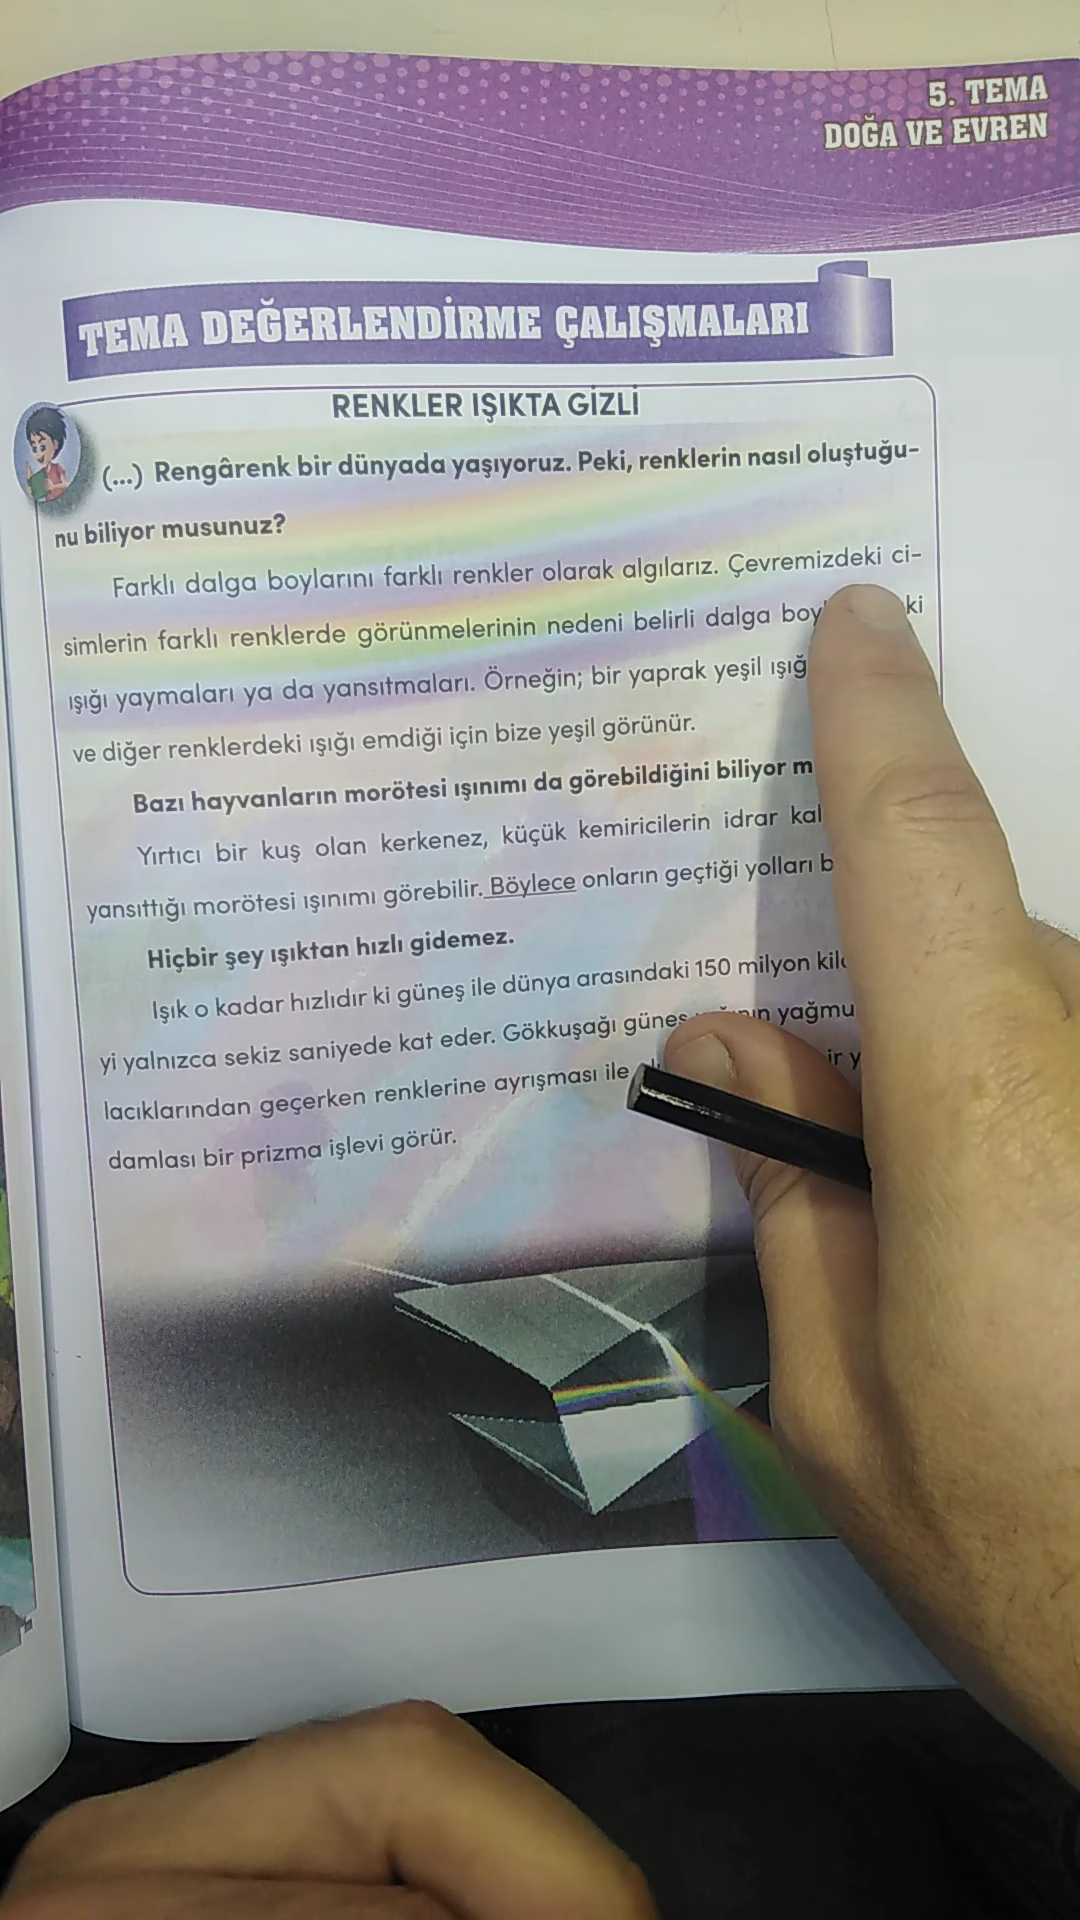 5. TEMA
DOĞA VE EVREN
TEMA DEĞERLENDİRME ÇALIŞMALARI
RENKLER IŞIKTA GİZLİ
(...) Rengârenk bir dünyada yaşıyoruz. Peki, renklerin nasıl oluştuğu-
nu biliyor musunuz?
Farklı dalga boylarını farklı renkler olarak algılarız. Çevremizdeki ci-
simlerin farklı renklerde görünmelerinin nedeni belirli dalga
ışığı yaymaları ya da yansıtmaları. Örneğin; bir yaprak yeşil
ve diğer renklerdeki ışığı emdiği için bize yeşil görünür.
Bazı hayvanların morötesi ışınımı da görebildiğini biliyor
Yırtıcı bir kuş olan kerkenez, küçük kemiricilerin idrar
yansıttığı morötesi ışınımı görebilir. Böylece onların geçtiği yolları
Hiçbir şey ışıktan hızlı gidemez.
Işık o kadar hızlıdır ki güneş ile dünya arasındaki 150 milyon
yi yalnızca sekiz saniyede kat eder. Gökkuşağı güneş
lacıklarından geçerken renklerine ayrışması ile
damlası bir prizma işlevi görür.